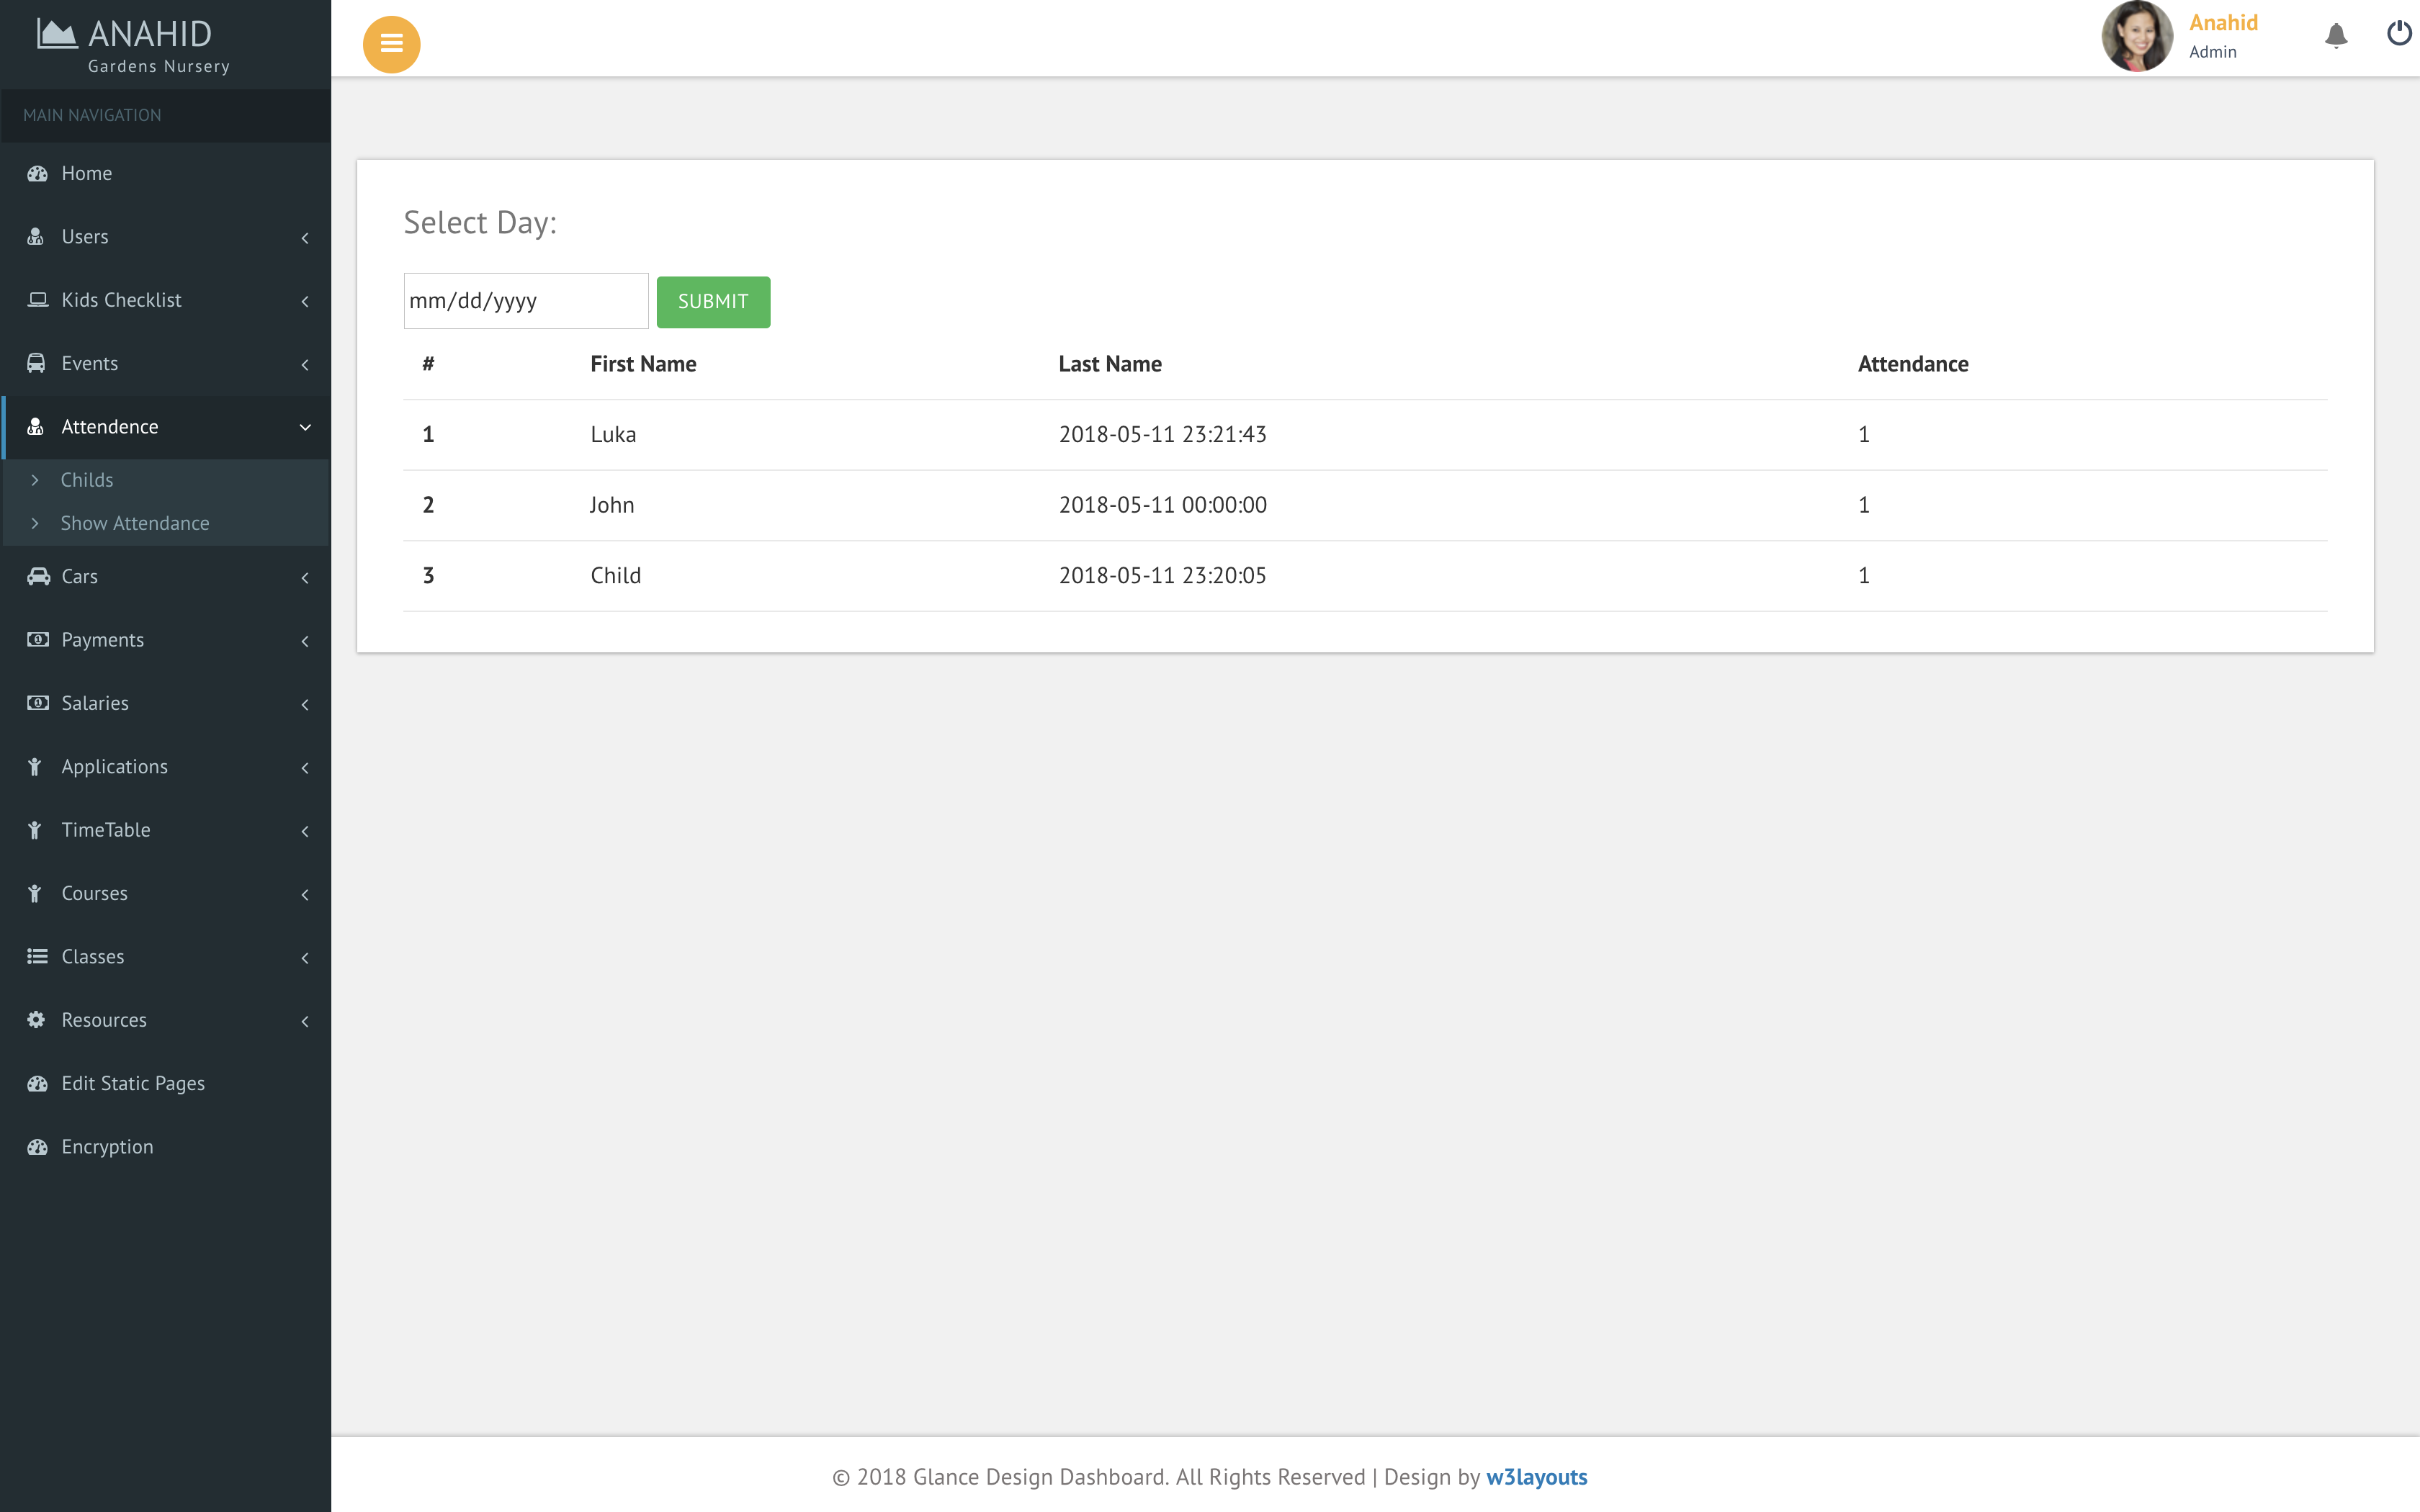 ANAHID
Gardens Nursery
MAIN NAVIGATION
Home
Users
Kids Checklist
Events
Attendence
Childs
Show Attendance
Cars
Payments
Salaries
Applications
TimeTable
Courses
Classes
Resources
Edit Static Pages
Encryption
Anahid
Admin
Select Day:
mm/dd/yyyy SUBMIT
# First Name Last Name Attendance
1 Luka 2018-05-11 23:21:43 1
2 John 2018-05-11 00:00:00 1
3 Child 2018-05-11 23:20:05 1
© 2018 Glance Design Dashboard. All Rights Reserved | Design by w3layouts